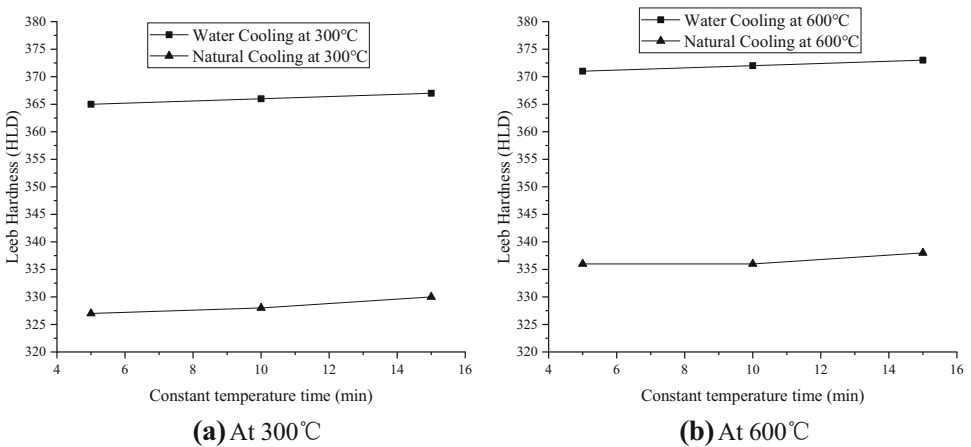 380
375
370
365
360
355
350
345
340
335
330
325
320
Leeb Hardness (HLD)
Water Cooling at 300℃
Natural Cooling at 300℃
4 6 8 10 12 14 16
Constant temperature time (min)
(a) At 300℃
380
375
370
365
360
355
350
345
340
335
330
325
320
Leeb Hardness (HLD)
Water Cooling at 600℃
Natural Cooling at 600℃
4 6 8 10 12 14 16
Constant temperature time (min)
(b) At 600℃